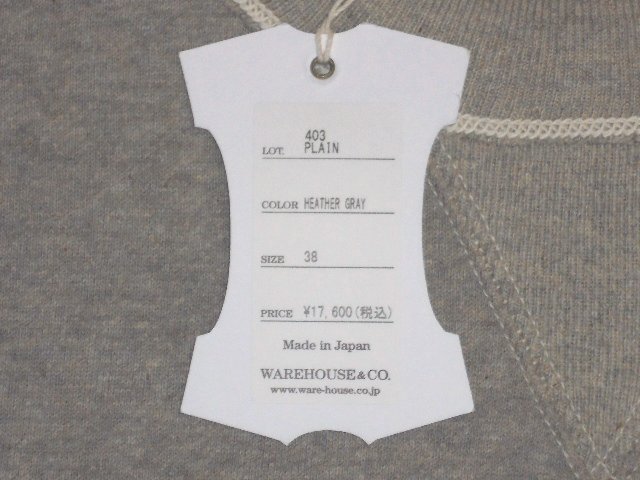 403
LOT. PLAIN
COLOR HEATHER GRAY
SIZE 38
PRICE ¥17,600(税込)
Made in Japan
WAREHOUSE & CO.
www.ware-house.co.jp